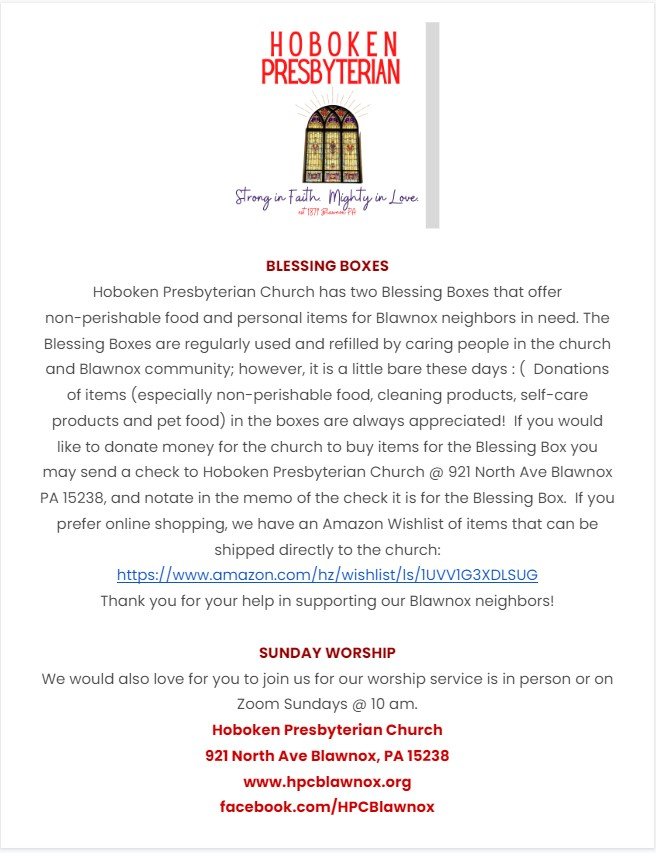 HOBOKEN
PRESBYTERIAN
Strong in Faith. Mighty in Love.
est 1871 Blawnox, PA
BLESSING BOXES
Hoboken Presbyterian Church has two Blessing Boxes that offer
non-perishable food and personal items for Blawnox neighbors in need. The
Blessing Boxes are regularly used and refilled by caring people in the church
and Blawnox community; however, it is a little bare these days : (  Donations
of items (especially non-perishable food, cleaning products, self-care
products and pet food) in the boxes are always appreciated!  If you would
like to donate money for the church to buy items for the Blessing Box you
may send a check to Hoboken Presbyterian Church @ 921 North Ave Blawnox
PA 15238, and notate in the memo of the check it is for the Blessing Box.  If you
prefer online shopping, we have an Amazon Wishlist of items that can be
shipped directly to the church:
https://www.amazon.com/hz/wishlist/ls/1UVV1G3XDLSUG
Thank you for your help in supporting our Blawnox neighbors!
SUNDAY WORSHIP
We would also love for you to join us for our worship service is in person or on
Zoom Sundays @ 10 am.
Hoboken Presbyterian Church
921 North Ave Blawnox, PA 15238
www.hpcblawnox.org
facebook.com/HPCBlawnox